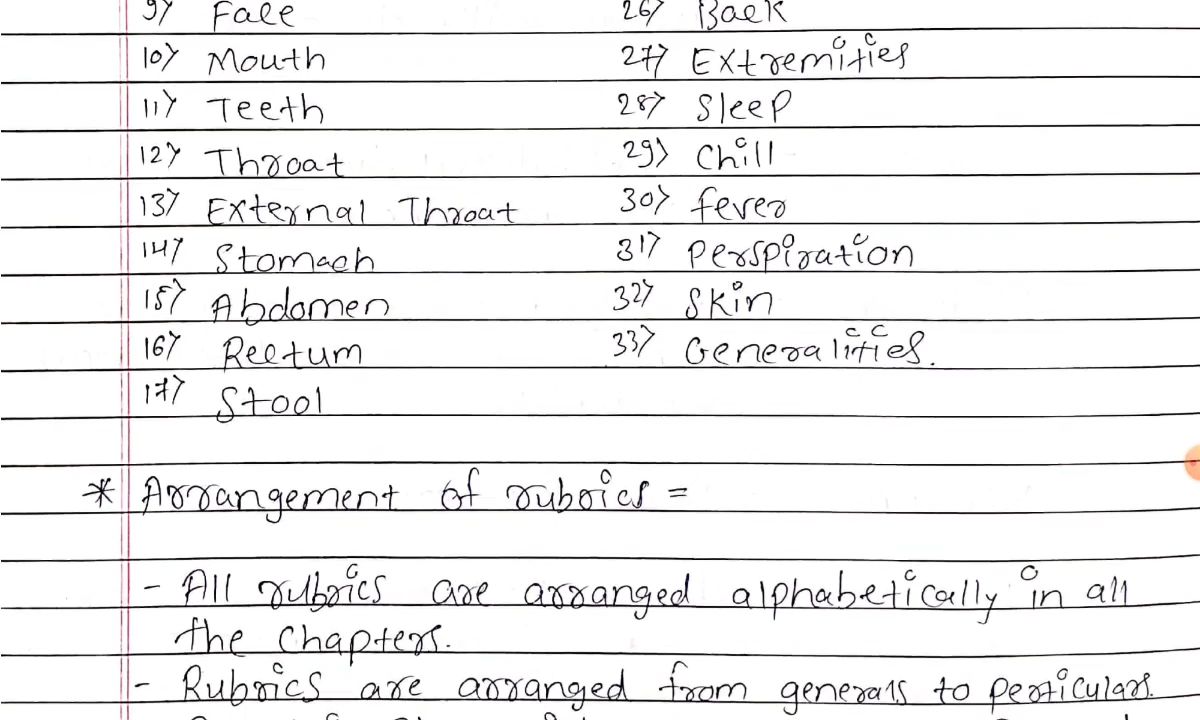 9) Face
10) Mouth
11) Teeth
12) Throat
13) External Throat
14) Stomach
15) Abdomen
16) Rectum
17) Stool
26) Back
27) Extremities
28) Sleep
29) Chill
30) fever
31) Perspiration
32) Skin
33) Generalities.
* Arrangement of rubrics =
- All rubrics are arranged alphabetically in all
the chapters.
- Rubrics are arranged from generals to perticulars.